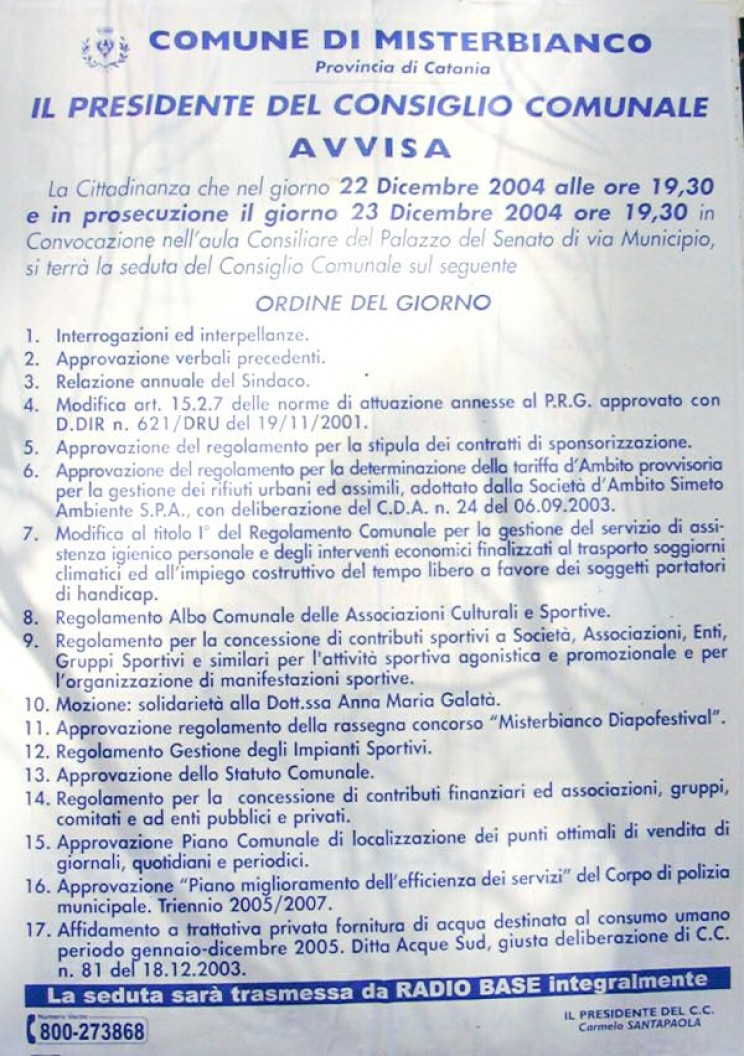 COMUNE DI MISTERBIANCO
Provincia di Catania
IL PRESIDENTE DEL CONSIGLIO COMUNALE
AVVISA
La Cittadinanza che nel giorno 22 Dicembre 2004 alle ore 19,30
e in prosecuzione il giorno 23 Dicembre 2004 ore 19,30 in
Convocazione nell'aula Consiliare del Palazzo del Senato di via Municipio,
si terrà la seduta del Consiglio Comunale sul seguente
ORDINE DEL GIORNO
1. Interrogazioni ed interpellanze.
2. Approvazione verbali precedenti.
3. Relazione annuale del Sindaco.
4. Modifica art. 15.2.7 delle norme di attuazione annesse al P.R.G. approvato con
D.DIR n. 621/DRU del 19/11/2001.
5. Approvazione del regolamento per la stipula dei contratti di sponsorizzazione.
6. Approvazione del regolamento per la determinazione della tariffa d'Ambito provvisoria
per la gestione dei rifiuti urbani ed assimili, adottato dalla Società d'Ambito Simeto
Ambiente S.P.A., con deliberazione del C.D.A. n. 24 del 06.09.2003.
7. Modifica al titolo I° del Regolamento Comunale per la gestione del servizio di assi-
stenza igienico personale e degli interventi economici finalizzati al trasporto soggiorni
climatici ed all'impiego costruttivo del tempo libero a favore dei soggetti portatori
di handicap.
8. Regolamento Albo Comunale delle Associazioni Culturali e Sportive.
9. Regolamento per la concessione di contributi sportivi a Società, Associazioni, Enti,
Gruppi Sportivi e similari per l'attività sportiva agonistica e promozionale e per
l'organizzazione di manifestazioni sportive.
10. Mozione: solidarietà alla Dott.ssa Anna Maria Galatà.
11. Approvazione regolamento della rassegna concorso "Misterbianco Diapofestival".
12. Regolamento Gestione degli Impianti Sportivi.
13. Approvazione dello Statuto Comunale.
14. Regolamento per la concessione di contributi finanziari ed associazioni, gruppi,
comitati e ad enti pubblici e privati.
15. Approvazione Piano Comunale di localizzazione dei punti ottimali di vendita di
giornali, quotidiani e periodici.
16. Approvazione "Piano miglioramento dell'efficienza dei servizi" del Corpo di polizia
municipale. Triennio 2005/2007.
17. Affidamento a trattativa privata fornitura di acqua destinata al consumo umano
periodo gennaio-dicembre 2005. Ditta Acque Sud, giusta deliberazione di C.C.
n. 81 del 18.12.2003.
La seduta sarà trasmessa da RADIO BASE integralmente
Numero Verde
800-273868
IL PRESIDENTE DEL C.C.
Carmelo SANTAPAOLA